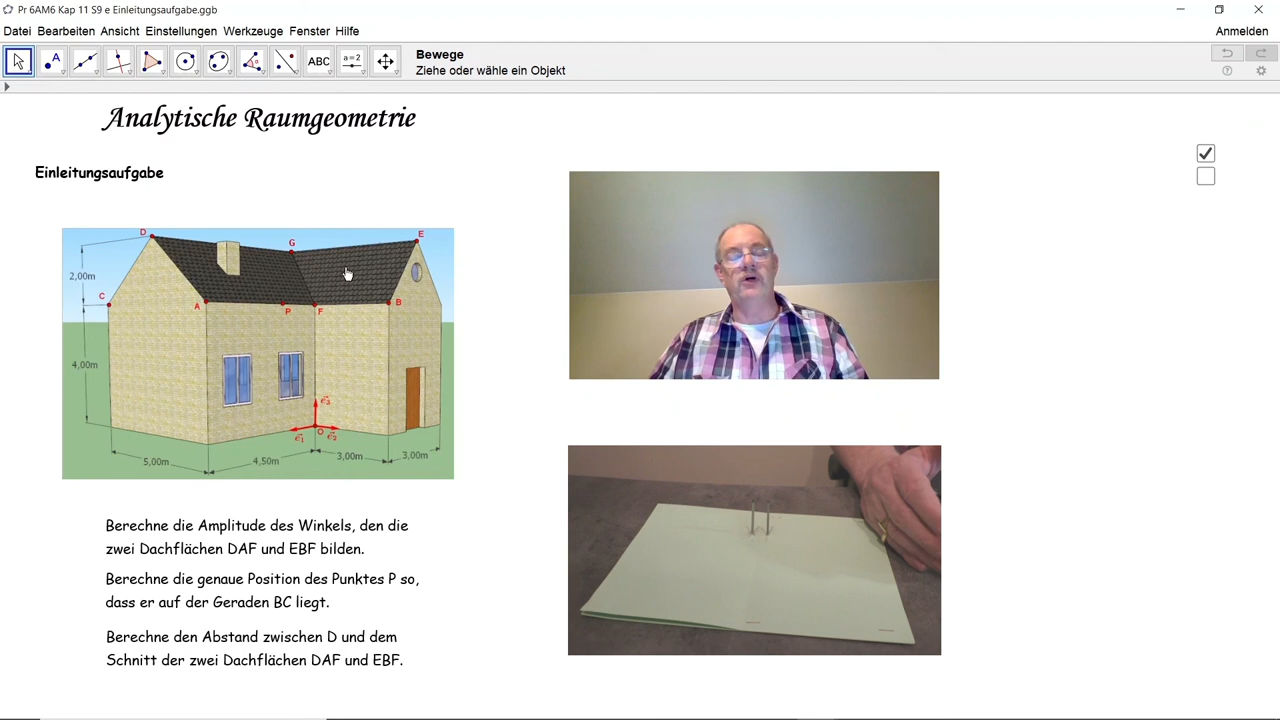 Pr 6AM6 Kap 11 S9 e Einleitungsaufgabe.ggb
Datei Bearbeiten Ansicht Einstellungen Werkzeuge Fenster Hilfe
Anmelden
A
ABC
a=2
Bewege
Ziehe oder wähle ein Objekt
Analytische Raumgeometrie
Einleitungsaufgabe
D
G
E
2,00m
C
A
P
F
B
4,00m
e₃
O
e₁
e₂
5,00m
4,50m
3,00m
3,00m
Berechne die Amplitude des Winkels, den die
zwei Dachflächen DAF und EBF bilden.
Berechne die genaue Position des Punktes P so,
dass er auf der Geraden BC liegt.
Berechne den Abstand zwischen D und dem
Schnitt der zwei Dachflächen DAF und EBF.